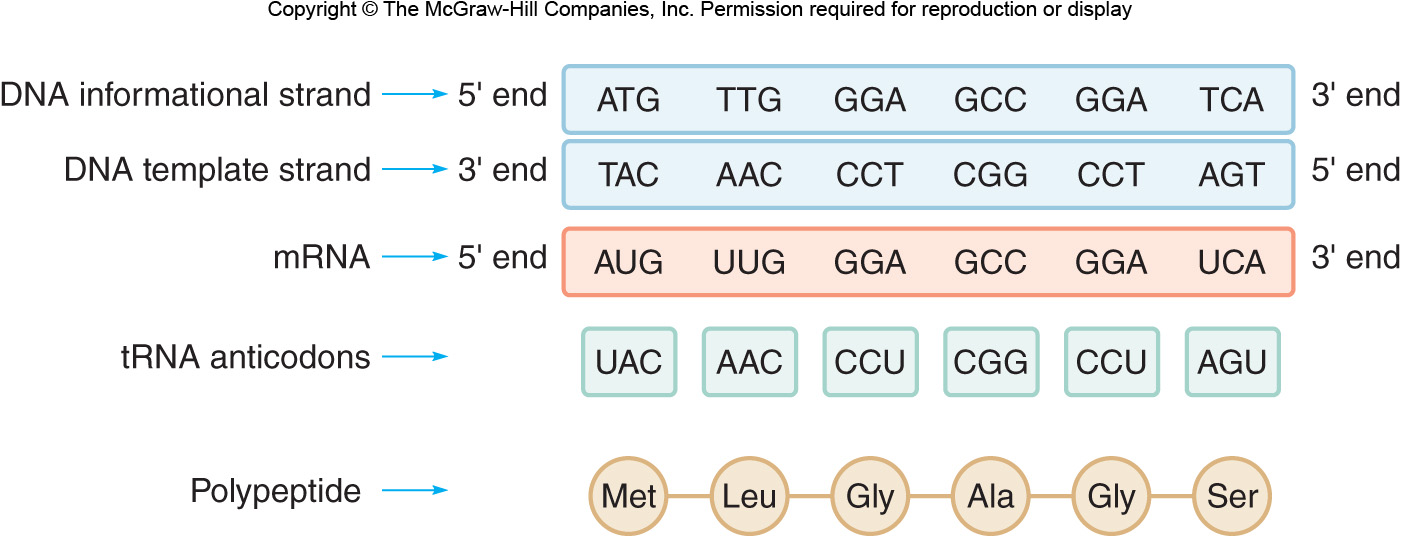 Copyright © The McGraw-Hill Companies, Inc. Permission required for reproduction or display
DNA informational strand 5' end ATG TTG GGA GCC GGA TCA 3' end
DNA template strand 3' end TAC AAC CCT CGG CCT AGT 5' end
mRNA 5' end AUG UUG GGA GCC GGA UCA 3' end
tRNA anticodons UAC AAC CCU CGG CCU AGU
Polypeptide Met Leu Gly Ala Gly Ser